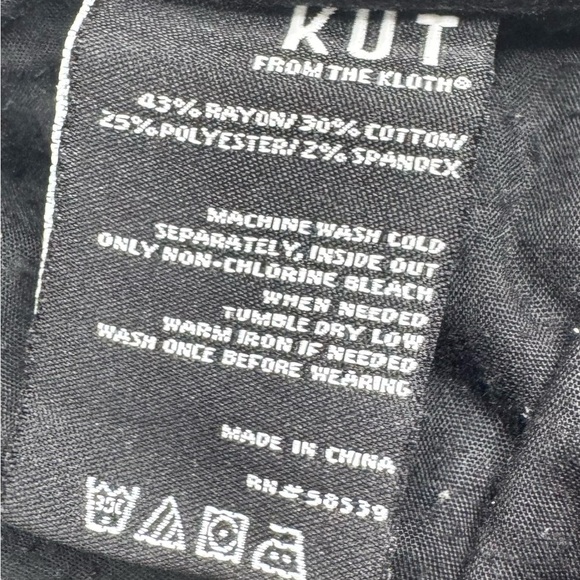 KUT
FROM THE KLOTH®
43% RAYON/ 30% COTTON/
25% POLYESTER/ 2% SPANDEX
MACHINE WASH COLD
SEPARATELY, INSIDE OUT
ONLY NON-CHLORINE BLEACH
WHEN NEEDED
TUMBLE DRY LOW
WARM IRON IF NEEDED
WASH ONCE BEFORE WEARING
MADE IN CHINA
RN# 58539
30C